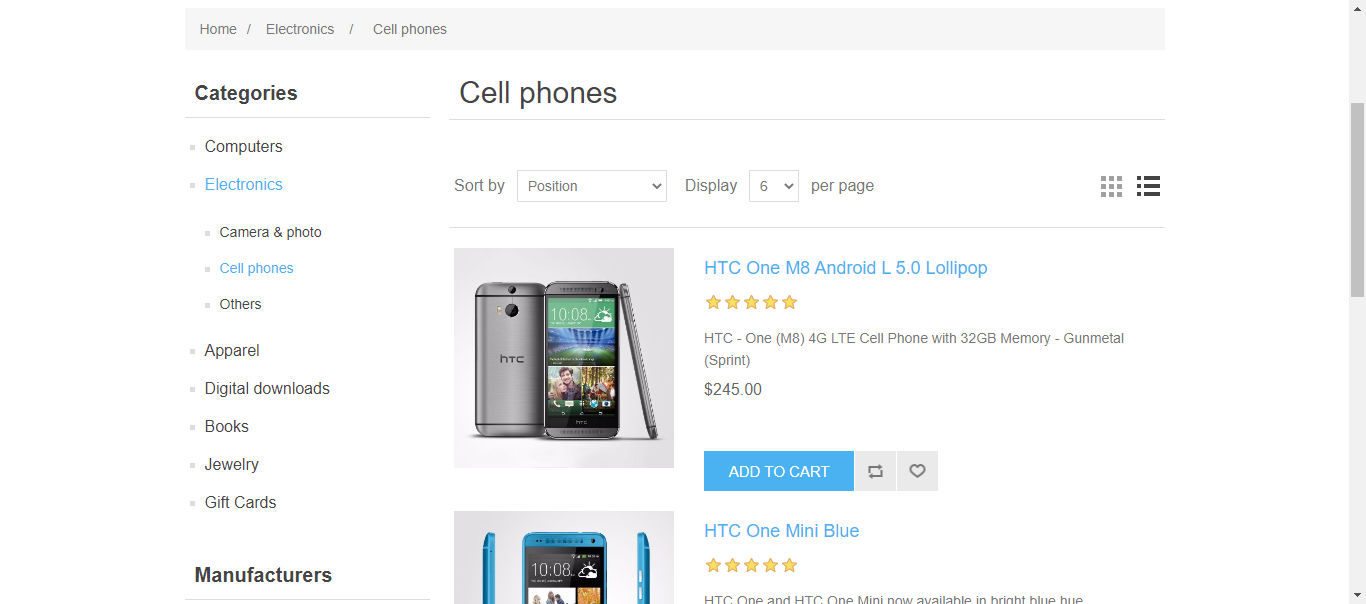 Home / Electronics / Cell phones
Categories
Computers
Electronics
Camera & photo
Cell phones
Others
Apparel
Digital downloads
Books
Jewelry
Gift Cards
Manufacturers
Cell phones
Sort by Position Display 6 per page
10:08
hTC
hTC
HTC One M8 Android L 5.0 Lollipop
HTC - One (M8) 4G LTE Cell Phone with 32GB Memory - Gunmetal
(Sprint)
$245.00
ADD TO CART
10:08
HTC One Mini Blue
HTC One and HTC One Mini now available in bright blue hue